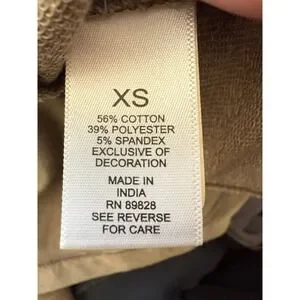 XS
56% COTTON
39% POLYESTER
5% SPANDEX
EXCLUSIVE OF
DECORATION
MADE IN
INDIA
RN 89828
SEE REVERSE
FOR CARE